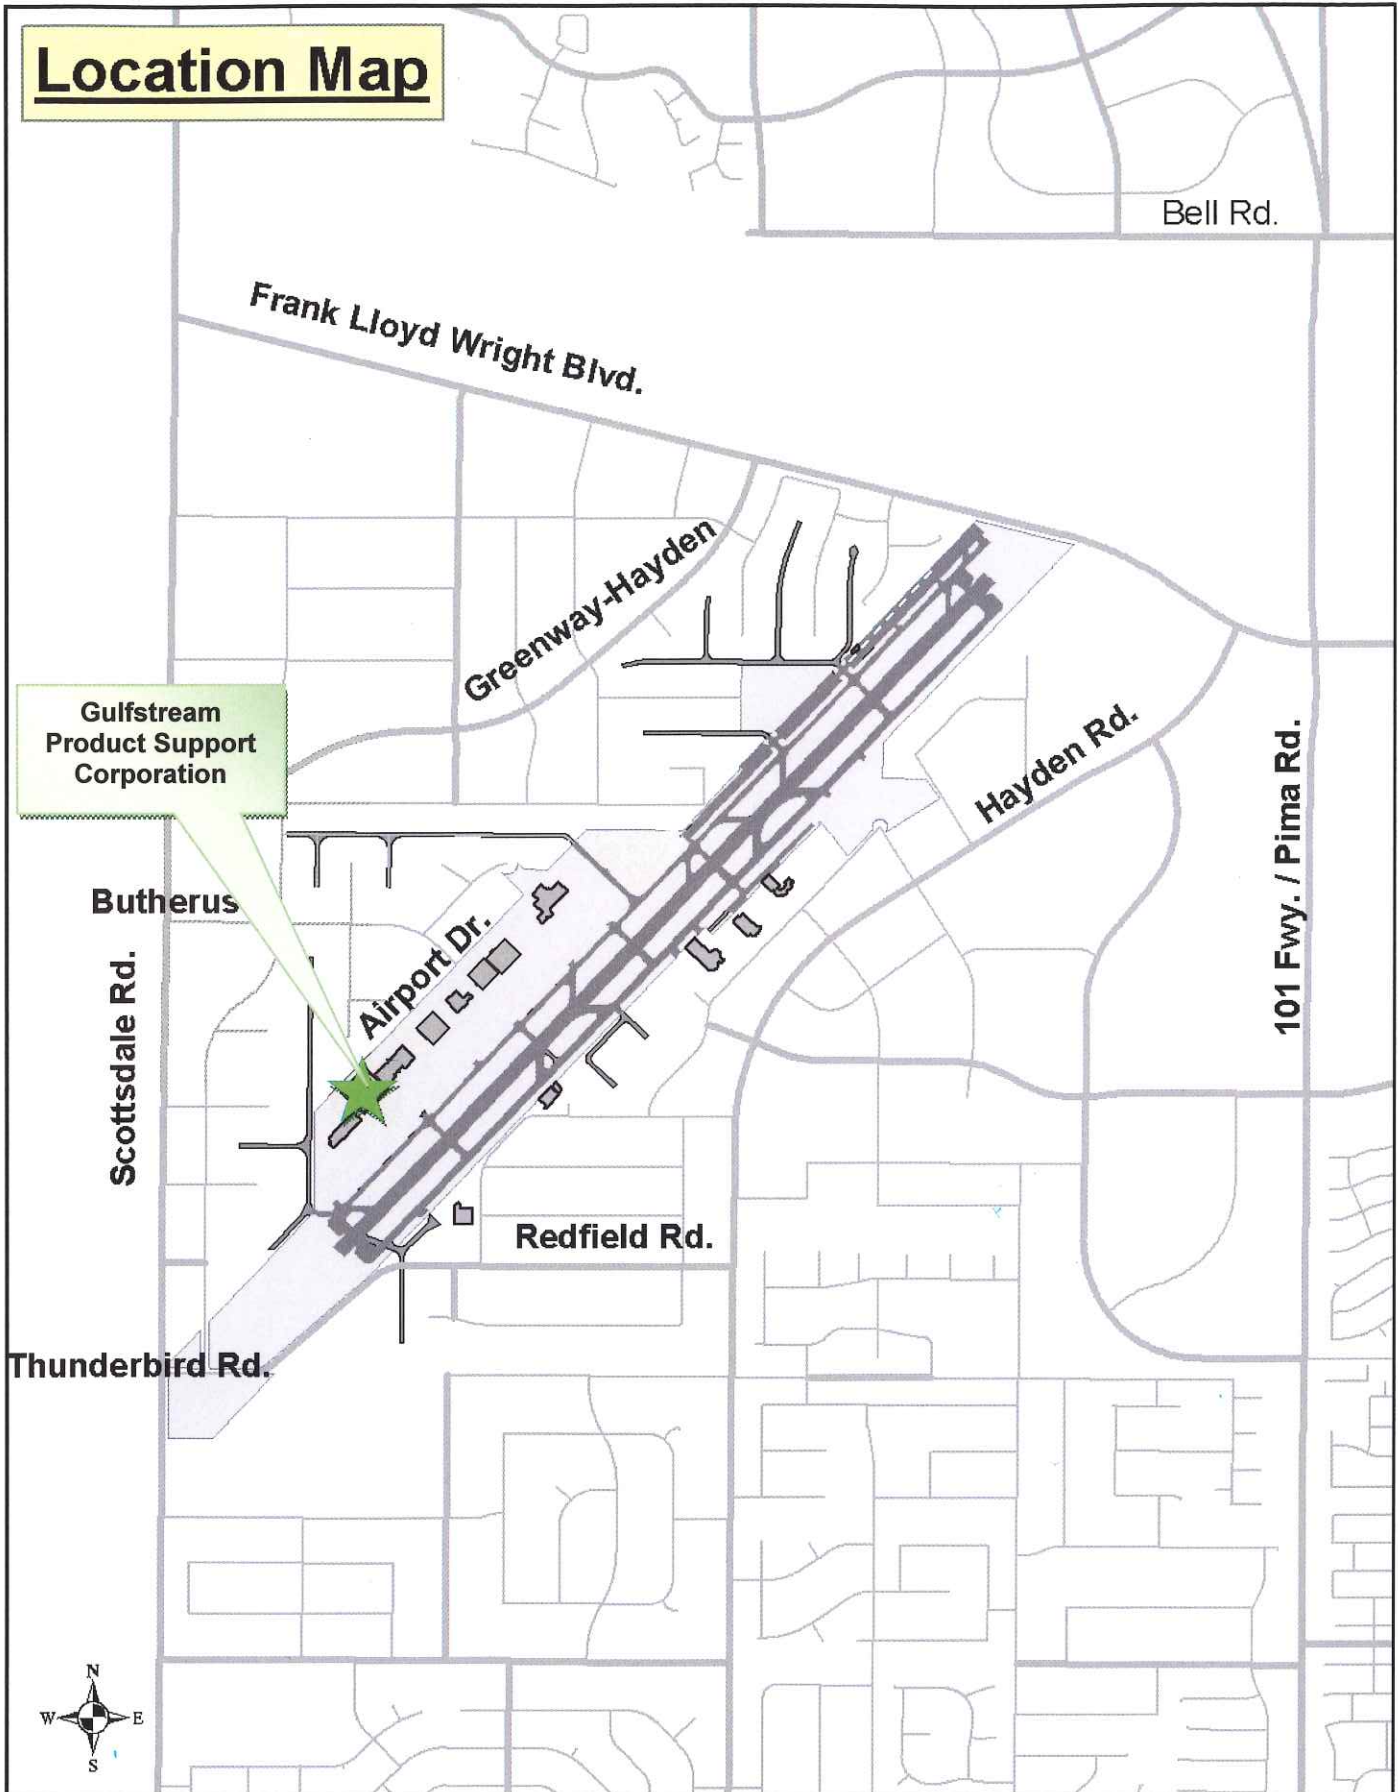 Location Map
Bell Rd.
Frank Lloyd Wright Blvd.
Greenway-Hayden
Gulfstream
Product Support
Corporation
Hayden Rd.
101 Fwy. / Pima Rd.
Butherus
Airport Dr.
Scottsdale Rd.
Redfield Rd.
Thunderbird Rd.
N
W E
S